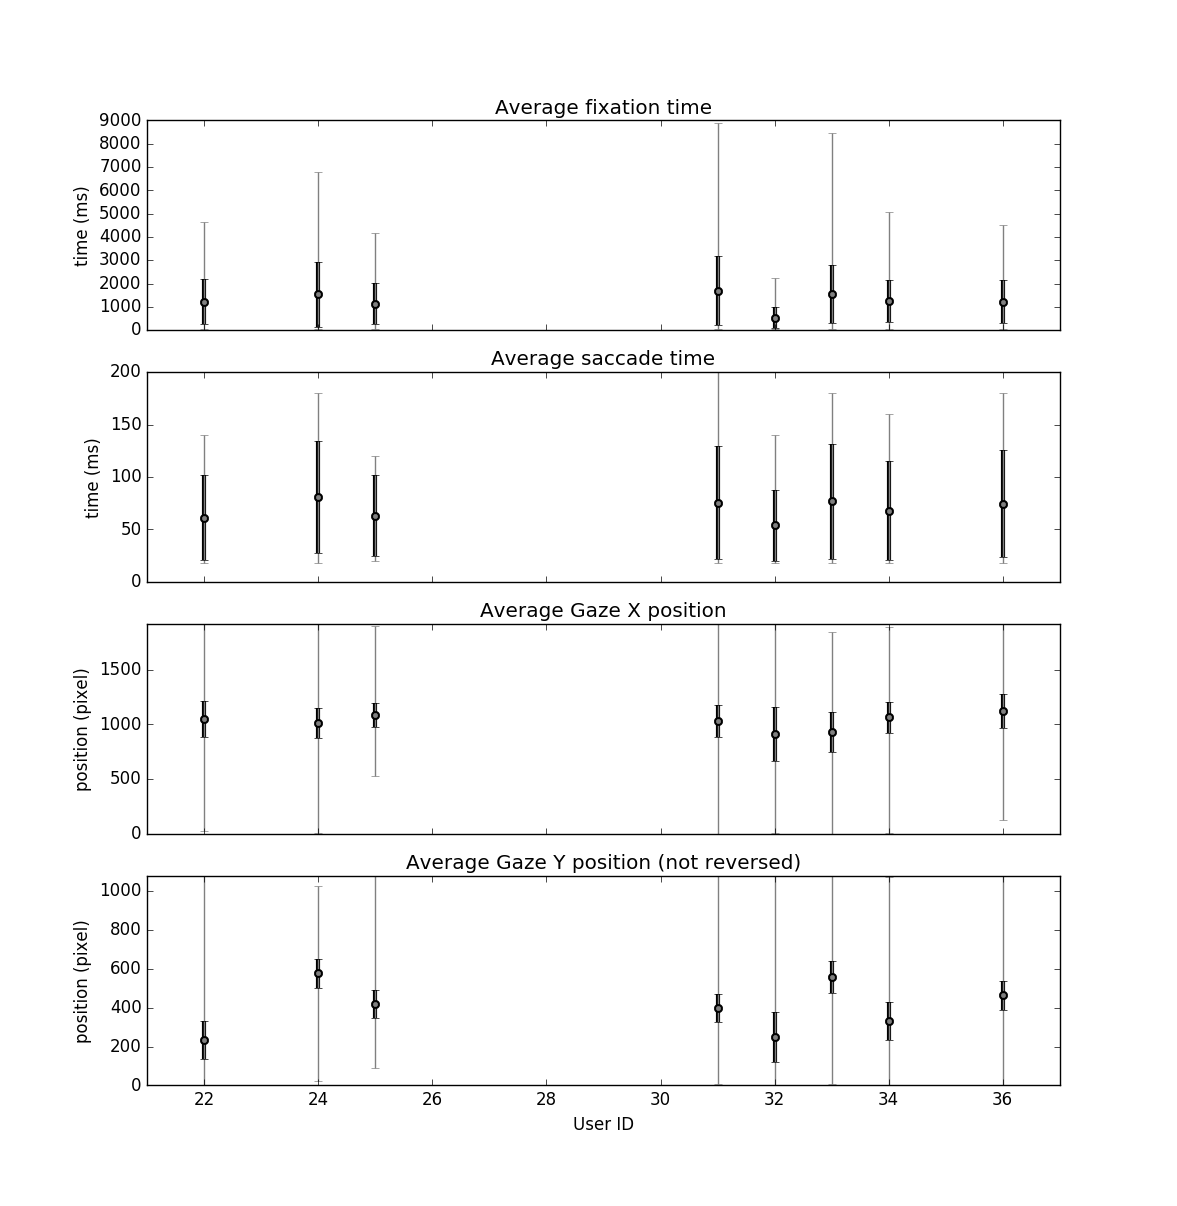 Average fixation time
9000
8000
7000
6000
5000
4000
3000
2000
1000
0
time (ms)
Average saccade time
200
150
100
50
0
time (ms)
Average Gaze X position
1500
1000
500
0
position (pixel)
Average Gaze Y position (not reversed)
1000
800
600
400
200
0
position (pixel)
22 24 26 28 30 32 34 36
User ID